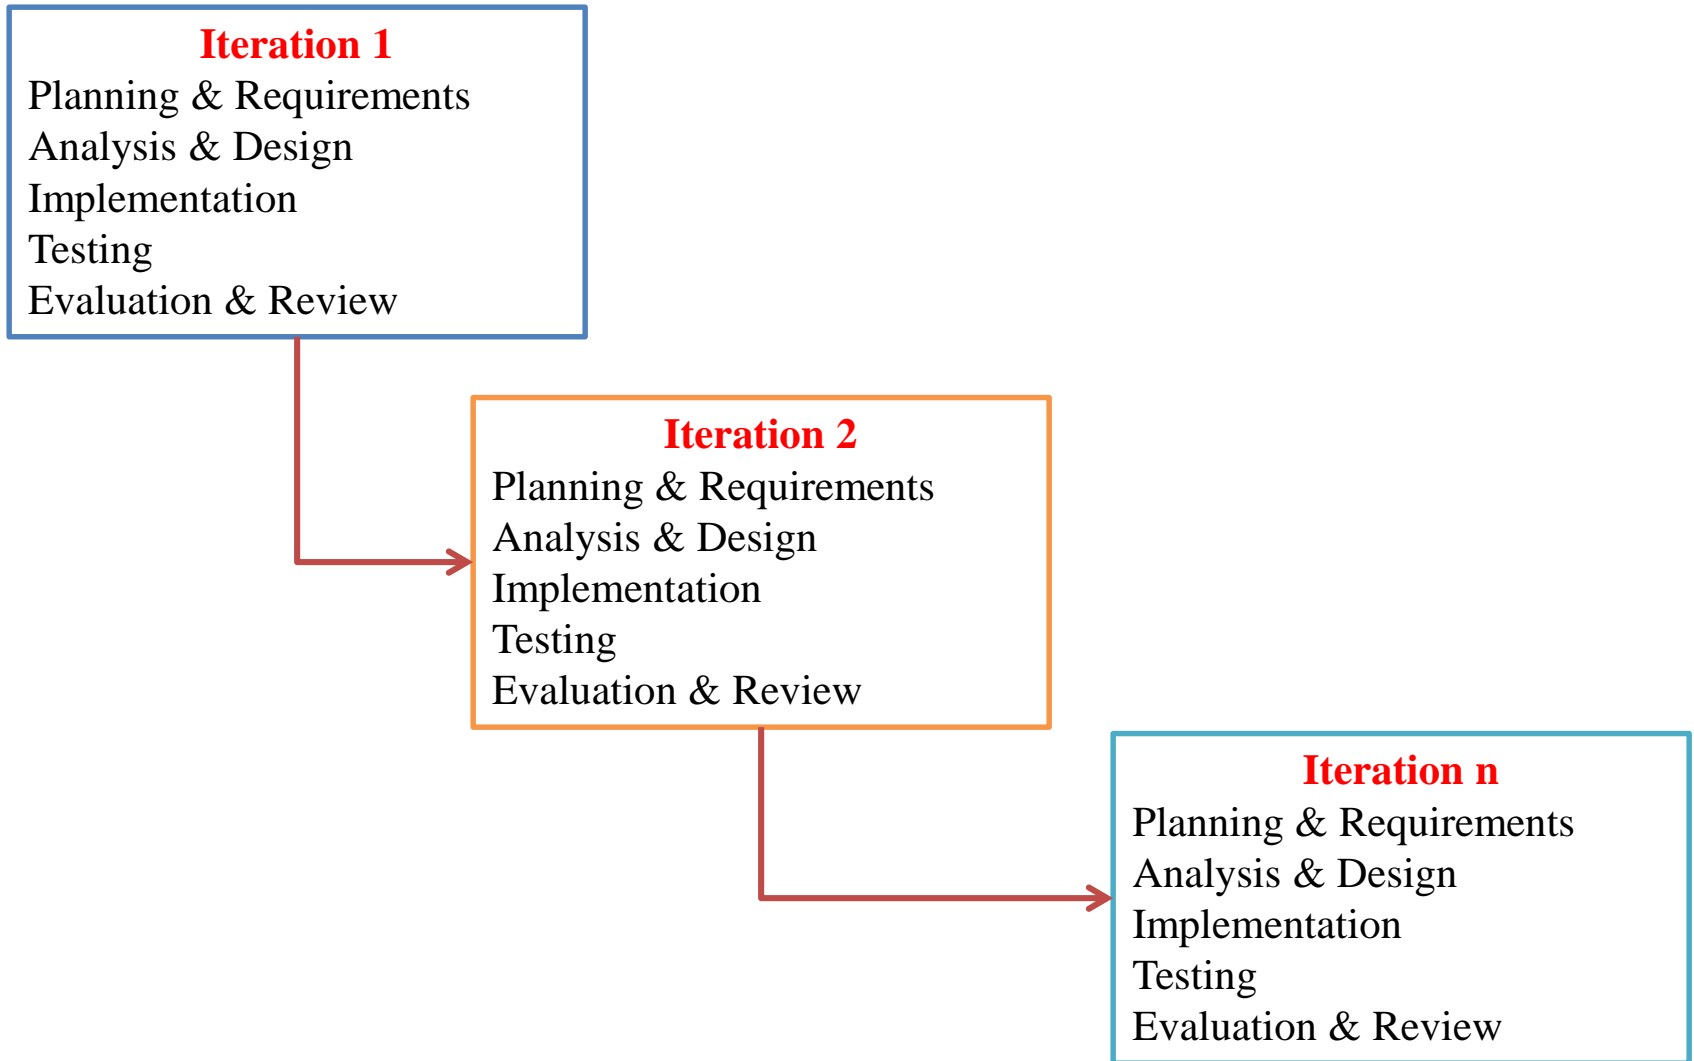 Iteration 1
Planning & Requirements
Analysis & Design
Implementation
Testing
Evaluation & Review
Iteration 2
Planning & Requirements
Analysis & Design
Implementation
Testing
Evaluation & Review
Iteration n
Planning & Requirements
Analysis & Design
Implementation
Testing
Evaluation & Review